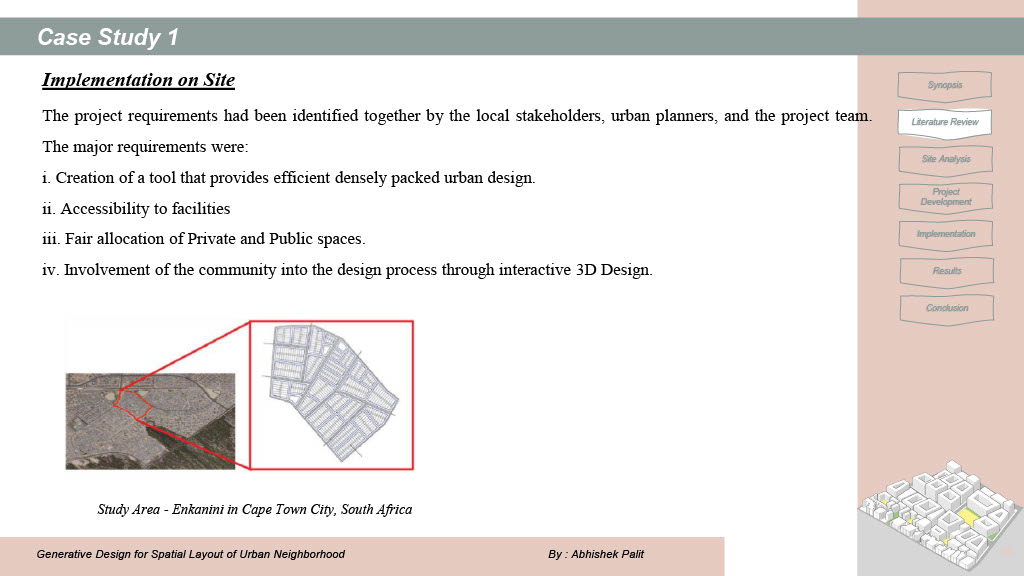 Case Study 1
Implementation on Site
The project requirements had been identified together by the local stakeholders, urban planners, and the project team.
The major requirements were:
i. Creation of a tool that provides efficient densely packed urban design.
ii. Accessibility to facilities
iii. Fair allocation of Private and Public spaces.
iv. Involvement of the community into the design process through interactive 3D Design.
Study Area - Enkanini in Cape Town City, South Africa
Synopsis
Literature Review
Site Analysis
Project
Development
Implementation
Results
Conclusion
Generative Design for Spatial Layout of Urban Neighborhood
By : Abhishek Palit